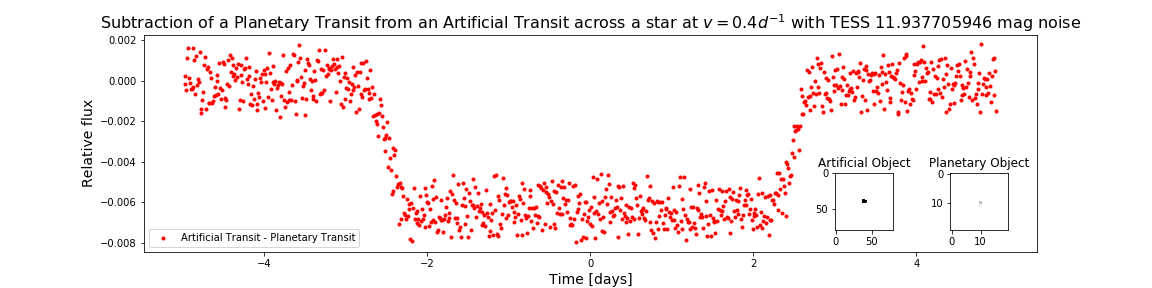 Subtraction of a Planetary Transit from an Artificial Transit across a star at v = 0.4d⁻¹ with TESS 11.937705946 mag noise
0.002
0.000
−0.002
−0.004
−0.006
−0.008
Relative flux
Artificial Object
0
50
0 50
Planetary Object
0
10
0 10
Artificial Transit - Planetary Transit
−4 −2 0 2 4
Time [days]